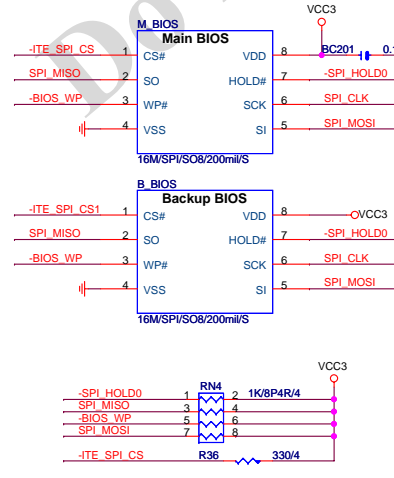 VCC3
M_BIOS
Main BIOS
-ITE_SPI_CS 1 CS# VDD 8 BC201 0.1
SPI_MISO 2 SO HOLD# 7 -SPI_HOLD0
-BIOS_WP 3 WP# SCK 6 SPI_CLK
4 VSS SI 5 SPI_MOSI
16M/SPI/SO8/200mil/S
B_BIOS
Backup BIOS
-ITE_SPI_CS1 1 CS# VDD 8 VCC3
SPI_MISO 2 SO HOLD# 7 -SPI_HOLD0
-BIOS_WP 3 WP# SCK 6 SPI_CLK
4 VSS SI 5 SPI_MOSI
16M/SPI/SO8/200mil/S
VCC3
RN4
-SPI_HOLD0 1 2 1K/8P4R/4
SPI_MISO 3 4
-BIOS_WP 5 6
SPI_MOSI 7 8
-ITE_SPI_CS R36 330/4